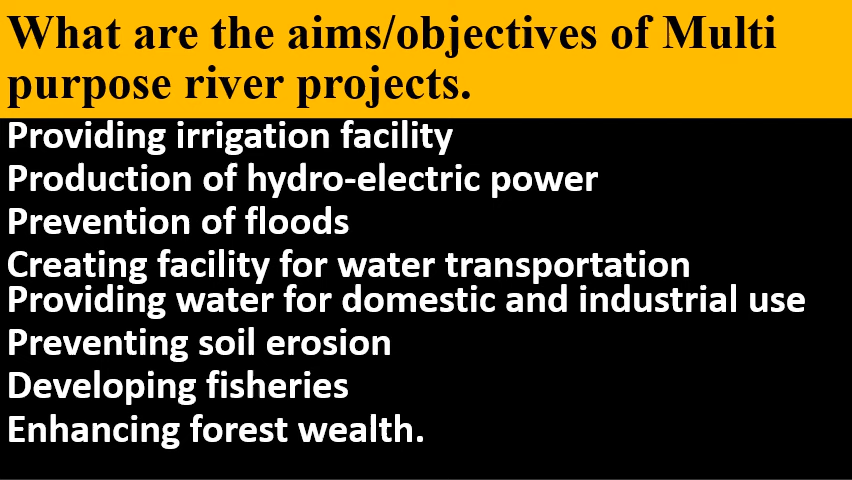 What are the aims/objectives of Multi
purpose river projects.
Providing irrigation facility
Production of hydro-electric power
Prevention of floods
Creating facility for water transportation
Providing water for domestic and industrial use
Preventing soil erosion
Developing fisheries
Enhancing forest wealth.